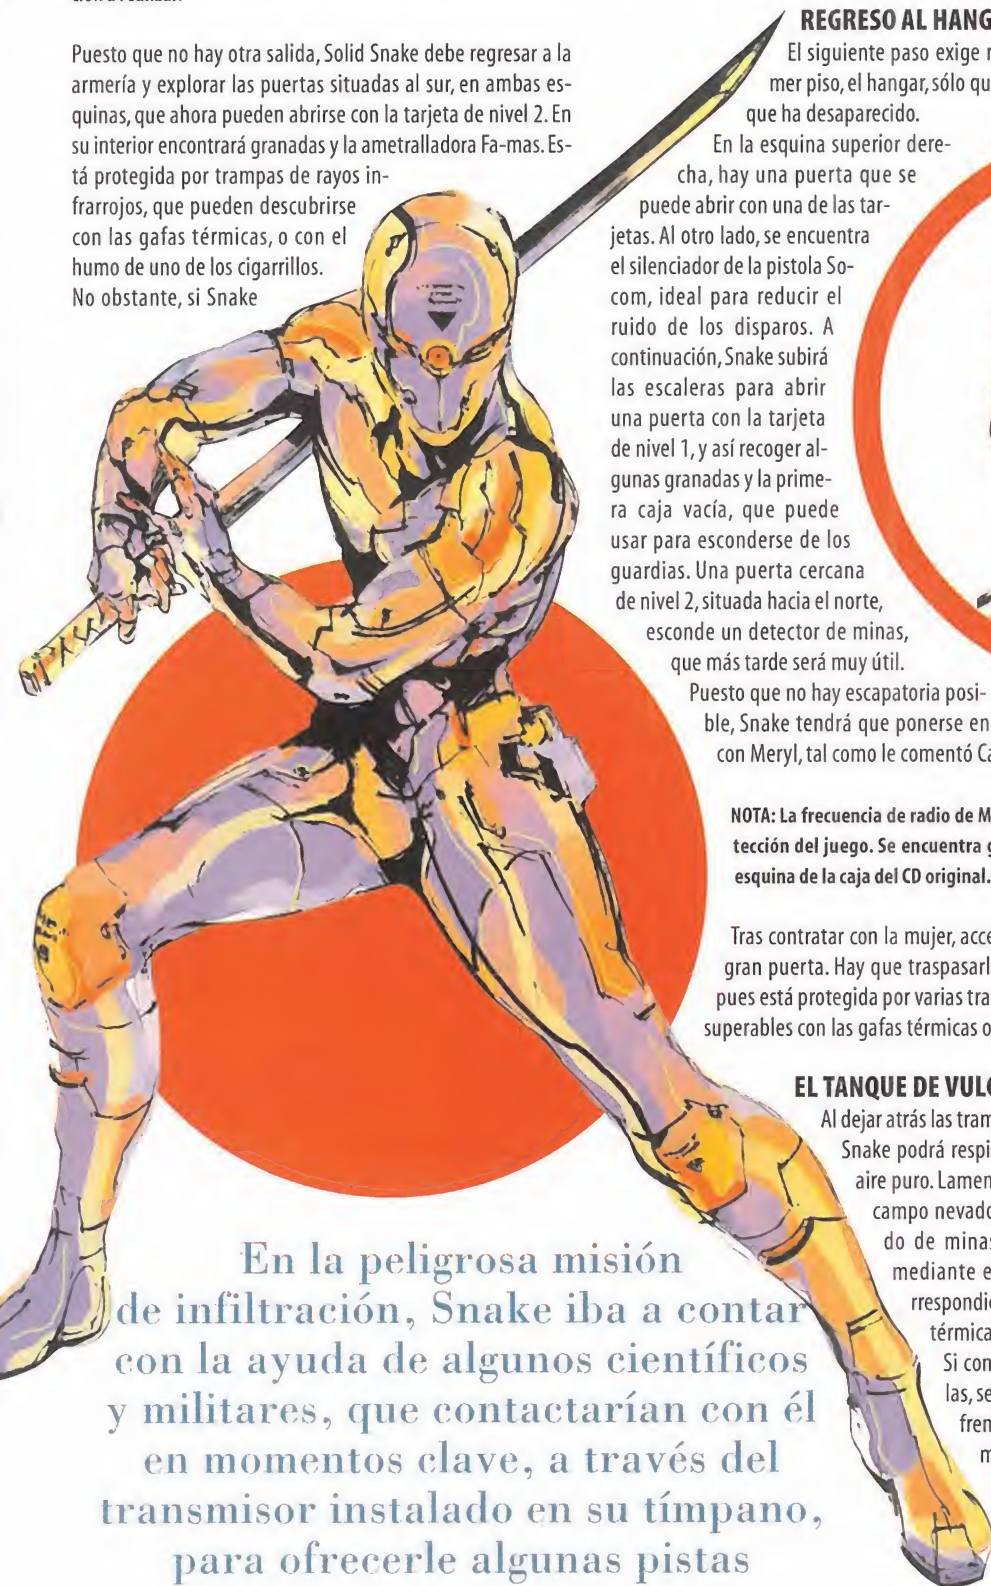 Puesto que no hay otra salida, Solid Snake debe regresar a la
armería y explorar las puertas situadas al sur, en ambas es-
quinas, que ahora pueden abrirse con la tarjeta de nivel 2. En
su interior encontrará granadas y la ametralladora Fa-mas. Es-
tá protegida por trampas de rayos in-
frarrojos, que pueden descubrirse
con las gafas térmicas, o con el
humo de uno de los cigarrillos.
No obstante, si Snake
REGRESO AL HANG
El siguiente paso exige
mer piso, el hangar, sólo qu
que ha desaparecido.
En la esquina superior dere-
cha, hay una puerta que se
puede abrir con una de las tar-
jetas. Al otro lado, se encuentra
el silenciador de la pistola So-
com, ideal para reducir el
ruido de los disparos. A
continuación, Snake subirá
las escaleras para abrir
una puerta con la tarjeta
de nivel 1, y así recoger al-
gunas granadas y la prime-
ra caja vacía, que puede
usar para esconderse de los
guardias. Una puerta cercana
de nivel 2, situada hacia el norte,
esconde un detector de minas,
que más tarde será muy útil.
Puesto que no hay escapatoria posi-
ble, Snake tendrá que ponerse en
con Meryl, tal como le comentó Ca
NOTA: La frecuencia de radio de M
tección del juego. Se encuentra g
esquina de la caja del CD original.
Tras contratar con la mujer, acce
gran puerta. Hay que traspasarl
pues está protegida por varias tra
superables con las gafas térmicas o
EL TANQUE DE VULC
Al dejar atrás las tram
Snake podrá respi
aire puro. Lamen
campo nevado
do de minas
mediante e
rrespondie
térmica
Si con
las, se
fren
m
En la peligrosa misión
de infiltración, Snake iba a contar
con la ayuda de algunos científicos
y militares, que contactarían con él
en momentos clave, a través del
transmisor instalado en su tímpano,
para ofrecerle algunas pistas